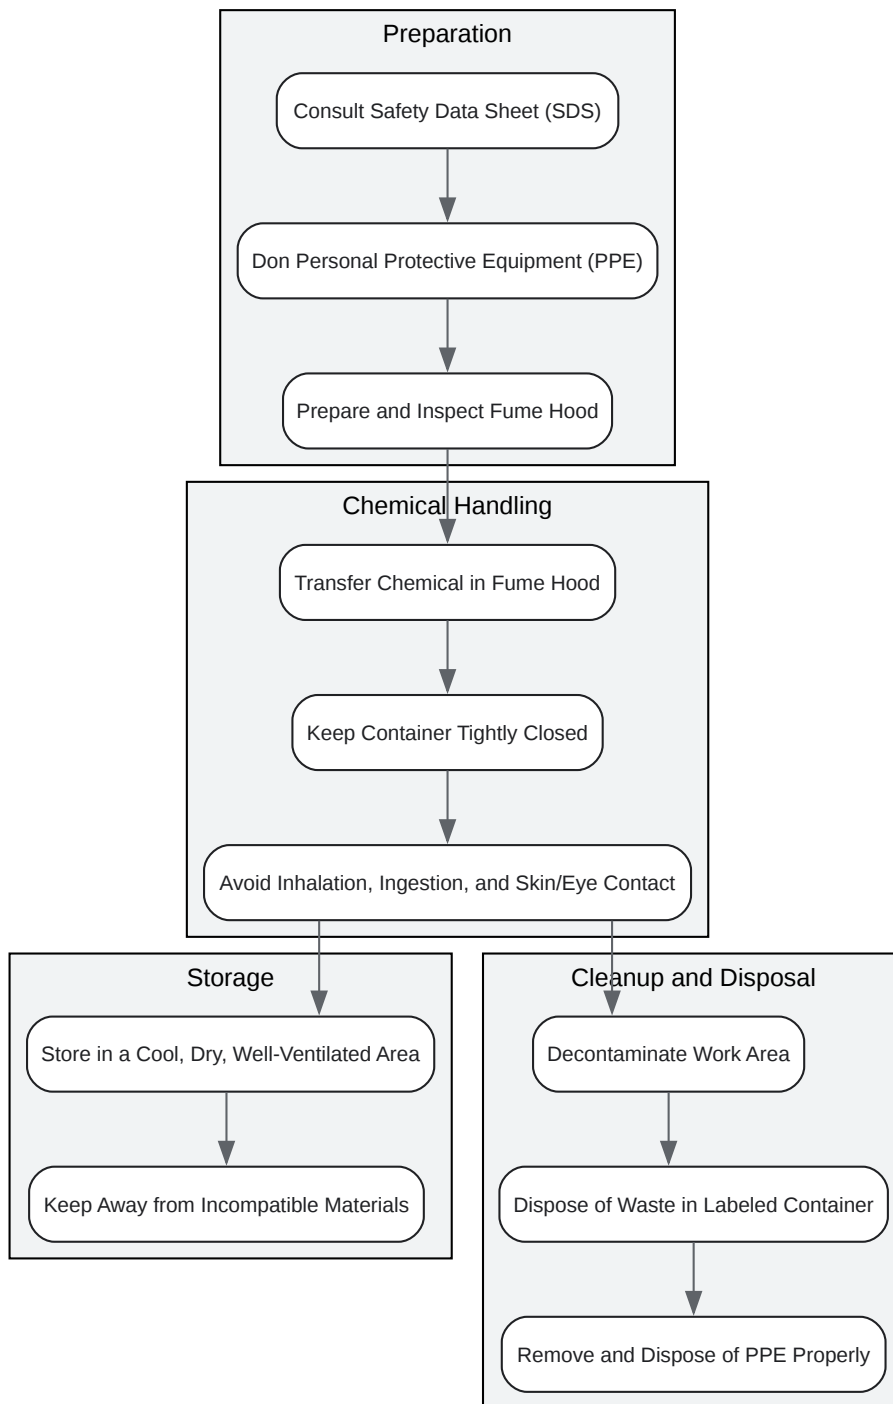 Preparation
Consult Safety Data Sheet (SDS)
Don Personal Protective Equipment (PPE)
Prepare and Inspect Fume Hood
Chemical Handling
Transfer Chemical in Fume Hood
Keep Container Tightly Closed
Avoid Inhalation, Ingestion, and Skin/Eye Contact
Storage
Store in a Cool, Dry, Well-Ventilated Area
Keep Away from Incompatible Materials
Cleanup and Disposal
Decontaminate Work Area
Dispose of Waste in Labeled Container
Remove and Dispose of PPE Properly